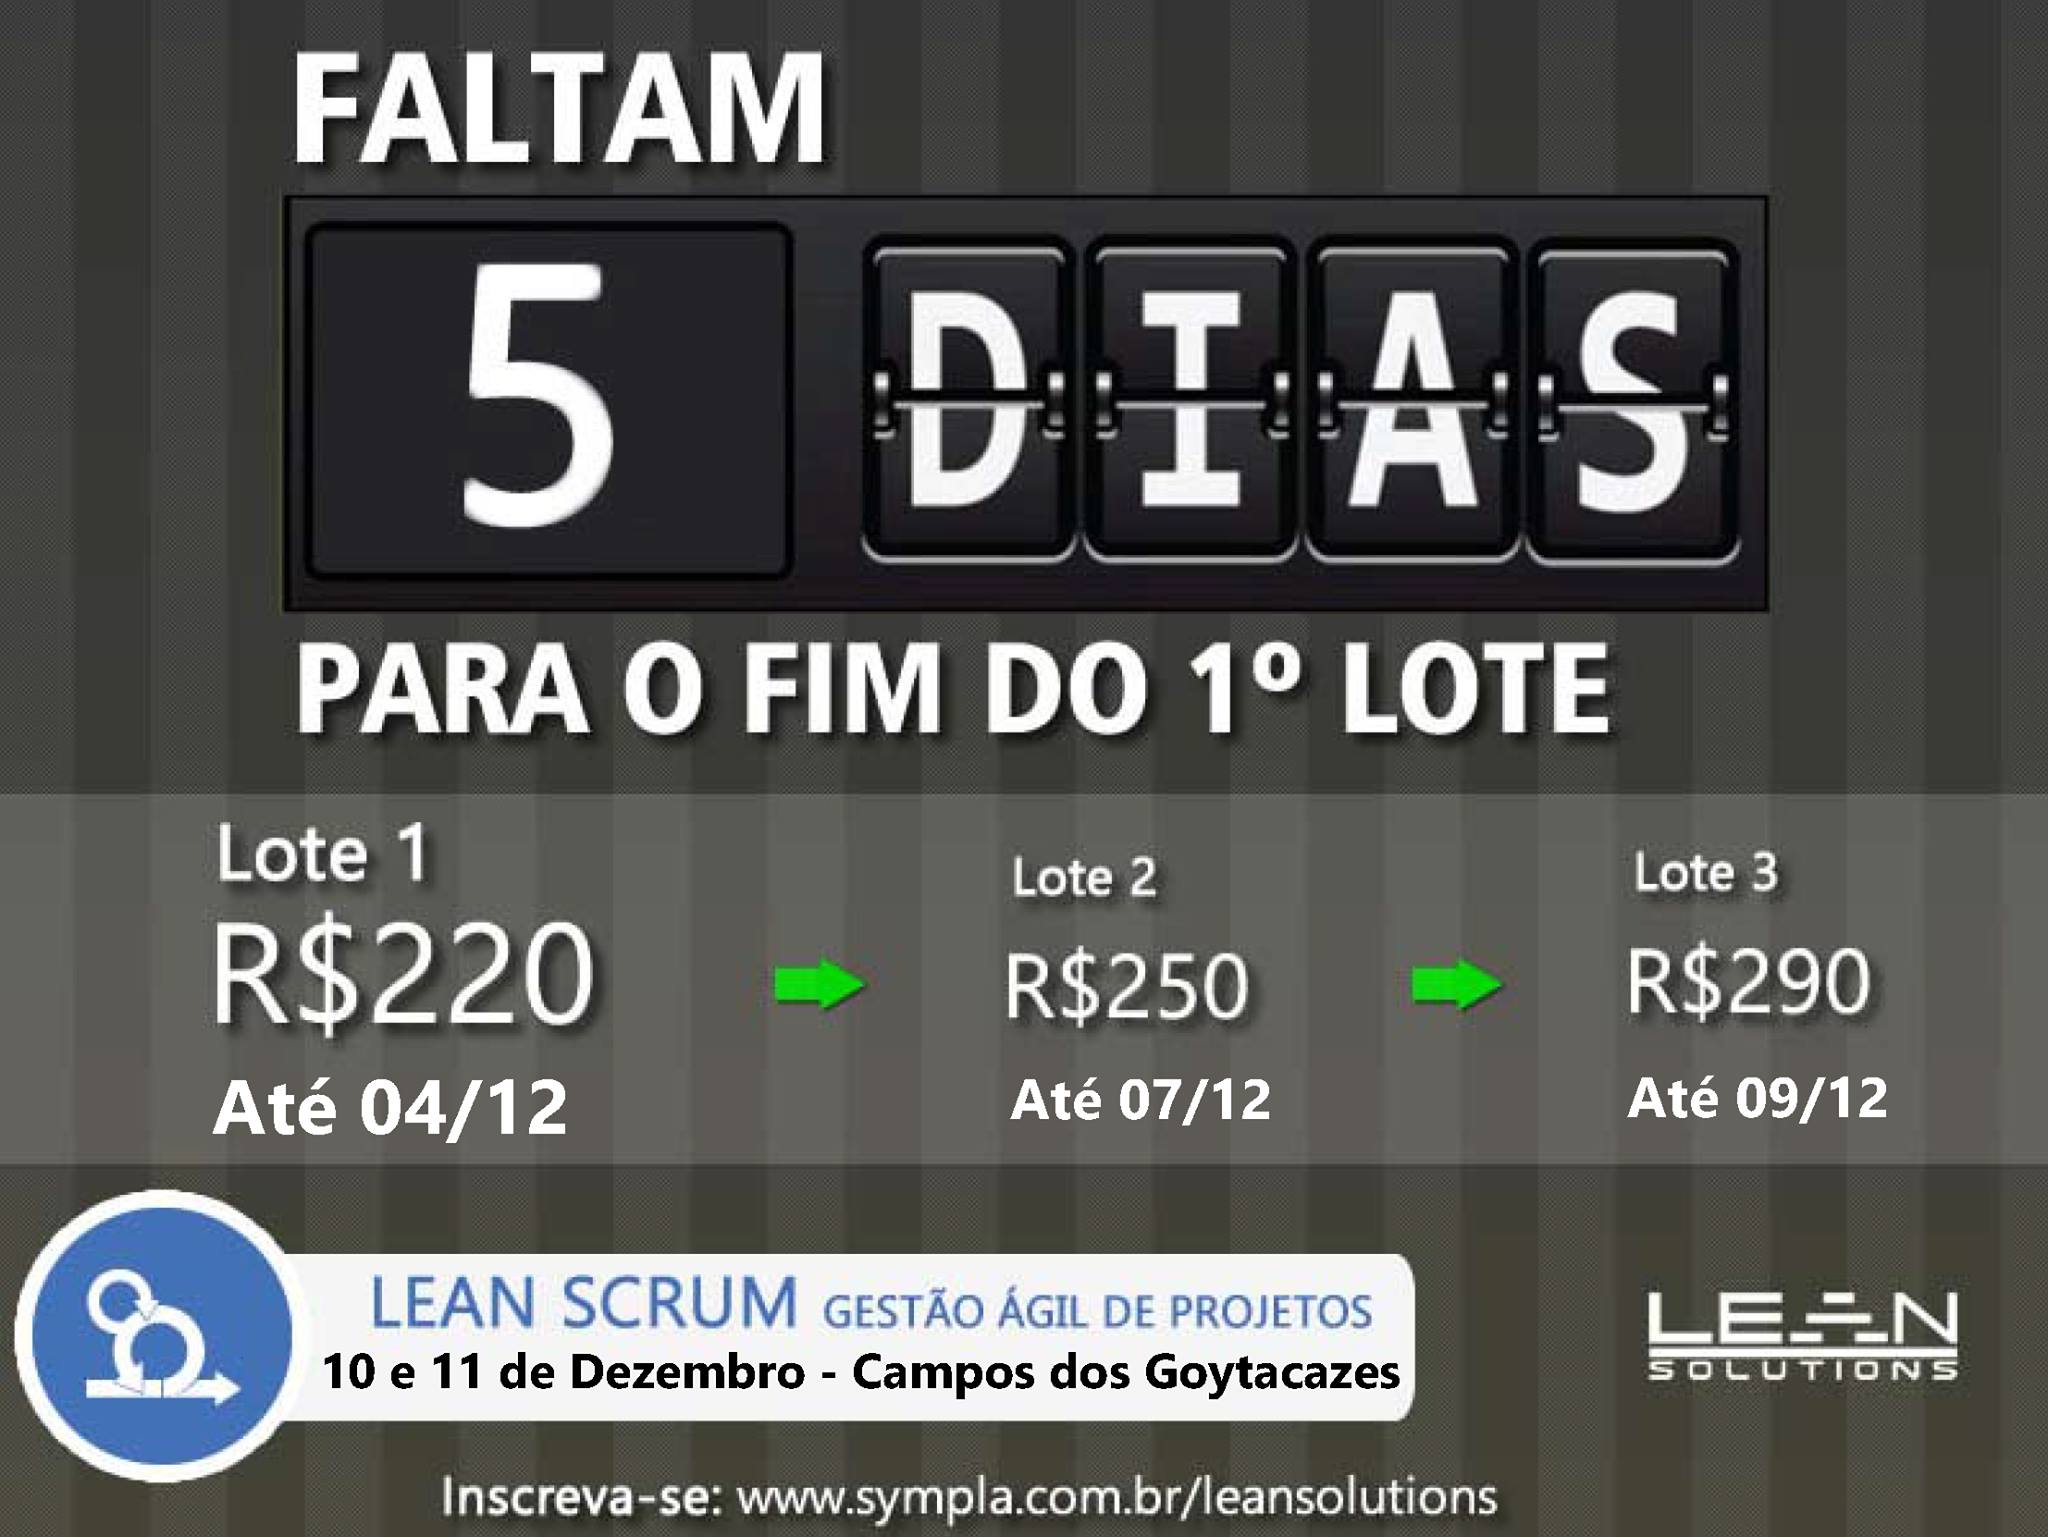 FALTAM
5 DIAS
PARA O FIM DO 1º LOTE
Lote 1
R$220
Até 04/12
Lote 2
R$250
Até 07/12
Lote 3
R$290
Até 09/12
LEAN SCRUM GESTÃO ÁGIL DE PROJETOS
10 e 11 de Dezembro - Campos dos Goytacazes
LEAN
SOLUTIONS
Inscreva-se: www.sympla.com.br/leansolutions